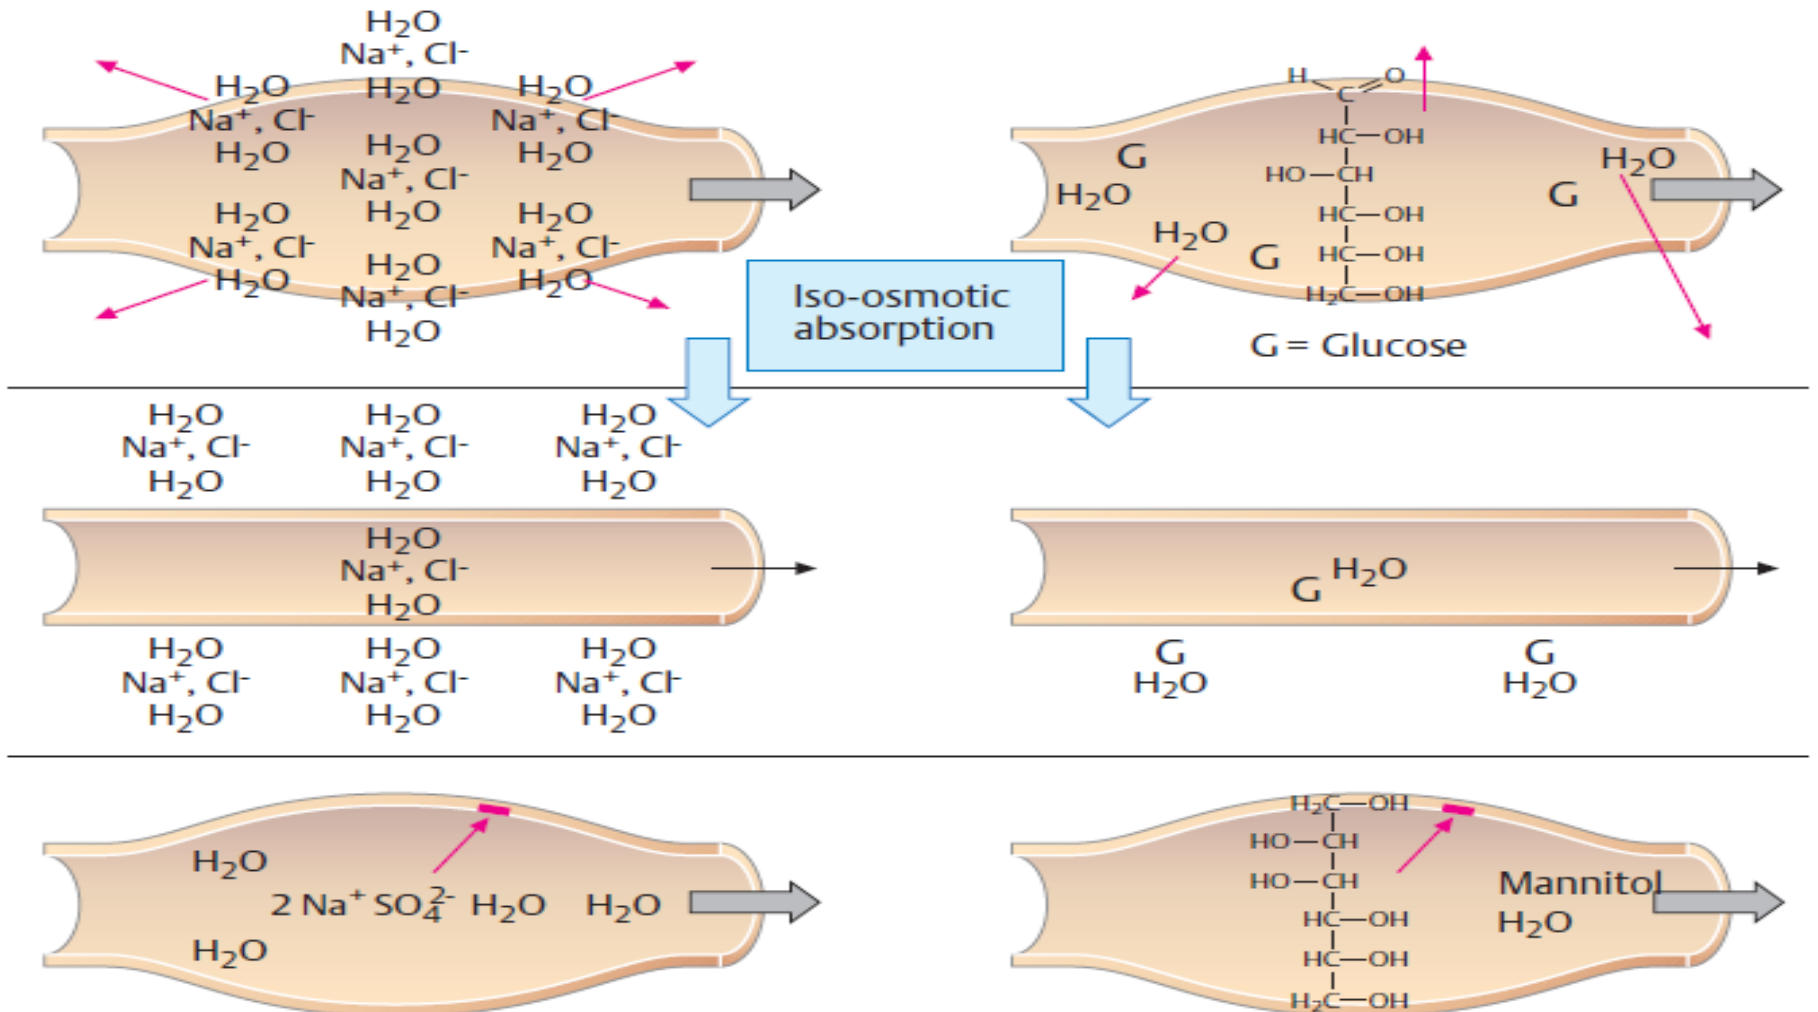 H₂O
Na⁺, Cl⁻
H₂O
H₂O
Na⁺, Cl⁻
H₂O
H₂O
Na⁺, Cl⁻
H₂O
H₂O
Na⁺, Cl⁻
H₂O
H₂O
Na⁺, Cl⁻
H₂O
H₂O
Na⁺, Cl⁻
H₂O
H₂O
Na⁺, Cl⁻
H₂O
H₂O
Na⁺, Cl⁻
H₂O
H O
C
HC—OH
HO—CH
HC—OH
HC—OH
H₂C—OH
G
H₂O
H₂O
G
G
H₂O
G = Glucose
Iso-osmotic
absorption
H₂O H₂O H₂O
Na⁺, Cl⁻ Na⁺, Cl⁻ Na⁺, Cl⁻
H₂O H₂O H₂O
H₂O
Na⁺, Cl⁻
H₂O
H₂O H₂O H₂O
Na⁺, Cl⁻ Na⁺, Cl⁻ Na⁺, Cl⁻
H₂O H₂O H₂O
G H₂O
G G
H₂O H₂O
H₂O
2 Na⁺ SO₄²⁻ H₂O H₂O
H₂O
H₂C—OH
HO—CH
HO—CH
HC—OH
HC—OH
H₂C—OH
Mannitol
H₂O